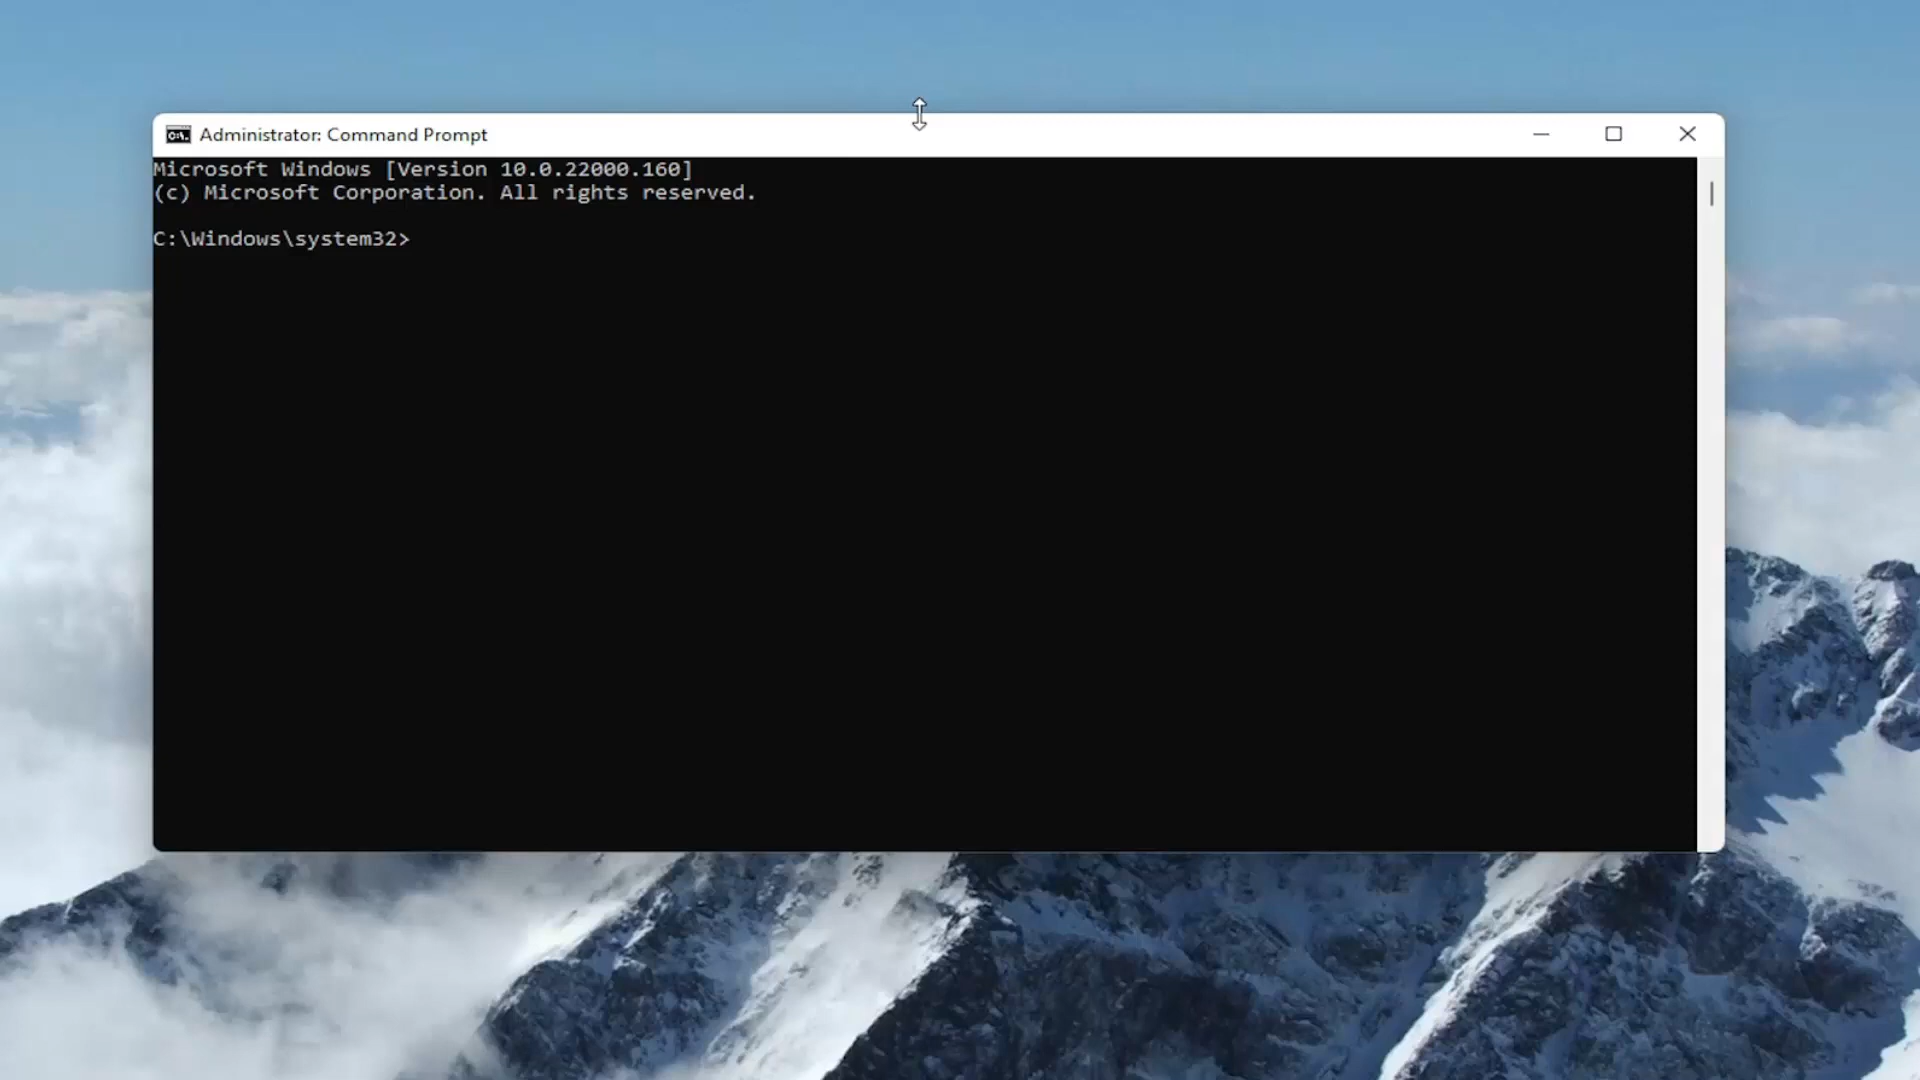 Administrator: Command Prompt
Microsoft Windows [Version 10.0.22000.160]
(c) Microsoft Corporation. All rights reserved.
C:\Windows\system32>